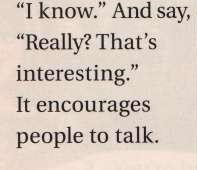 “I know.” And say,
“Really? That’s
interesting.”
It encourages
people to talk.